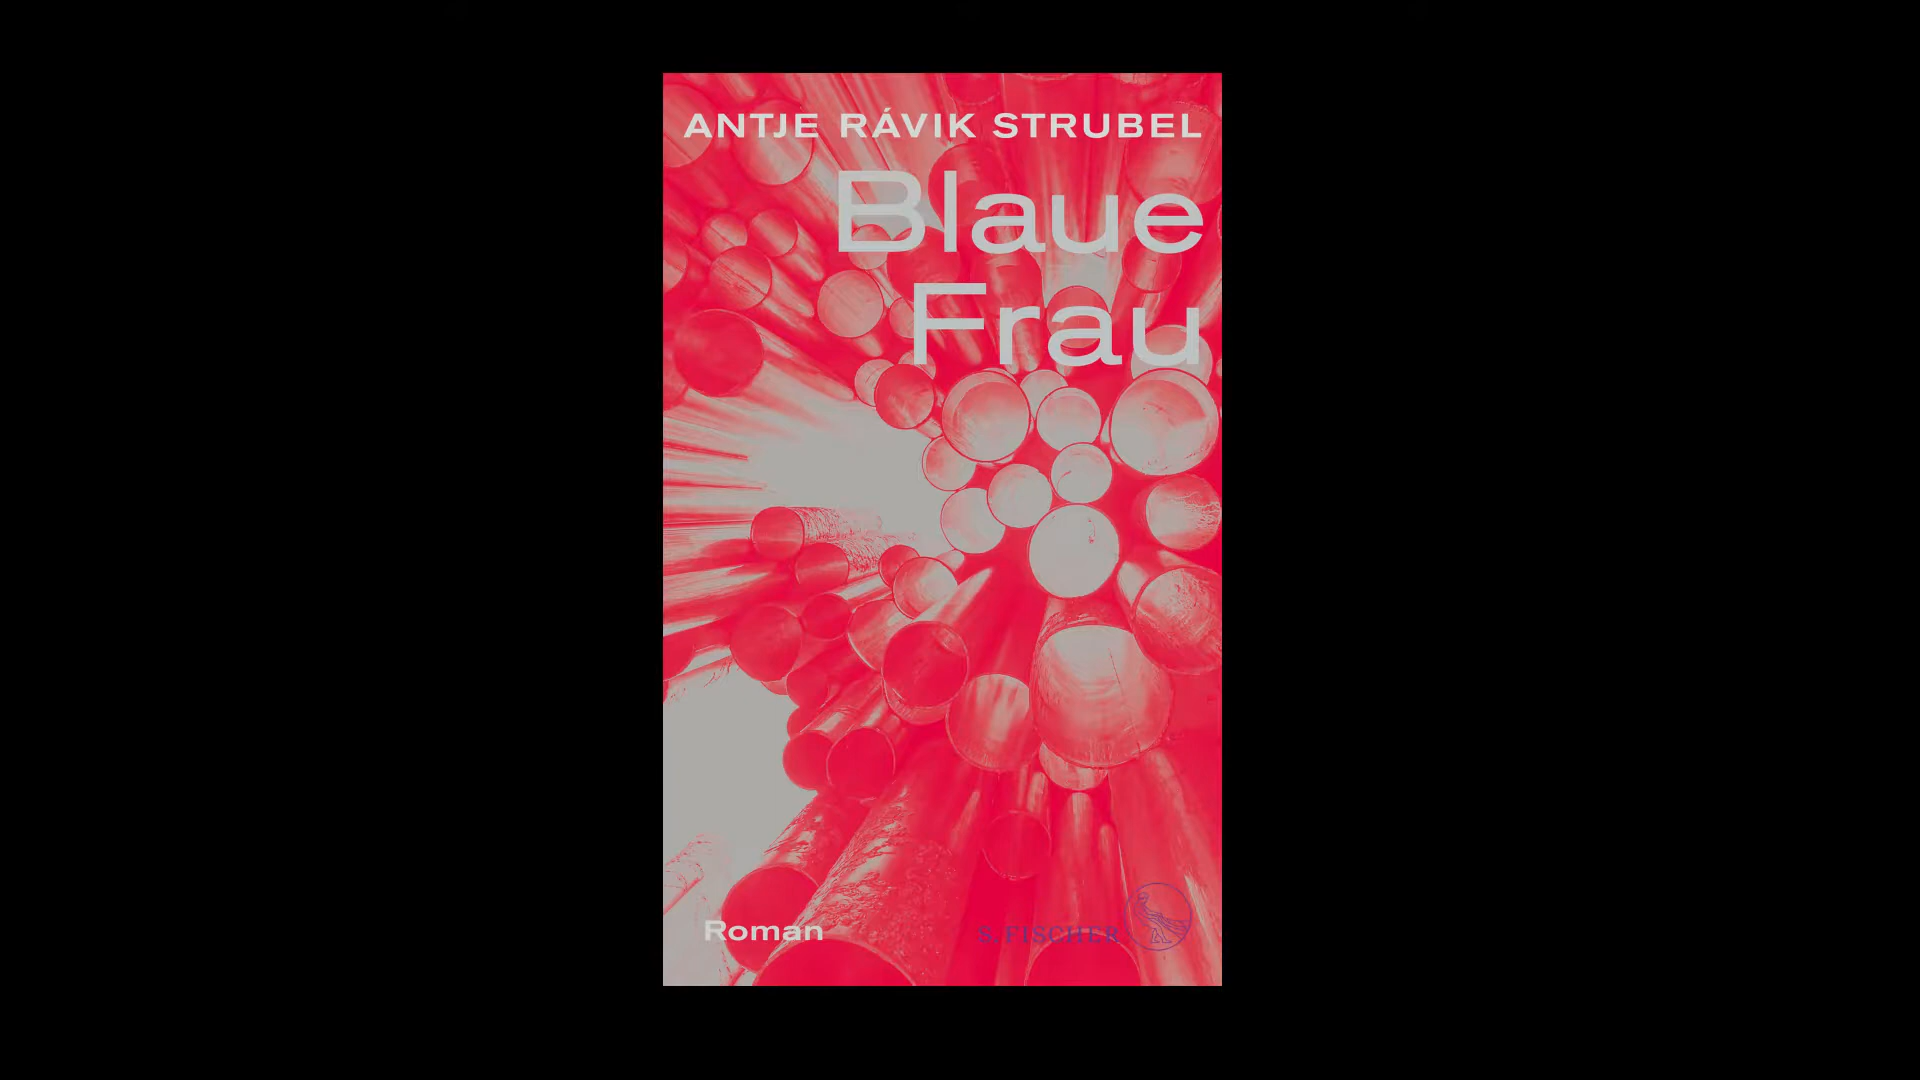 ANTJE RÁVIK STRUBEL
Blaue
Frau
Roman
S. FISCHER